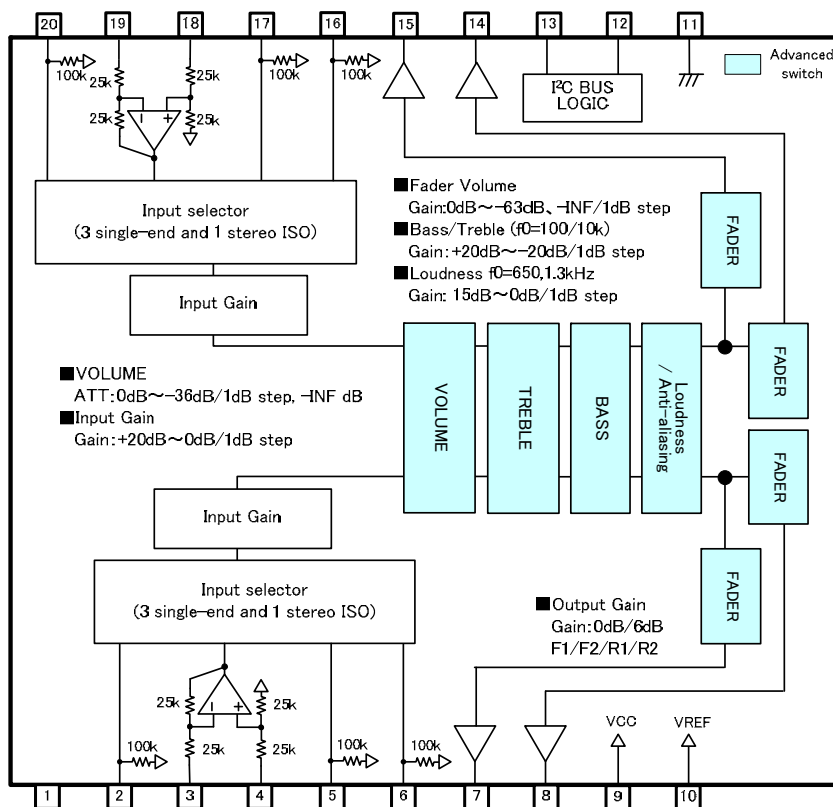 20
19
18
17
16
15
14
13
12
11
100k
25k
25k
25k
25k
100k
100k
I²C BUS
LOGIC
Advanced
switch
Input selector
(3 single-end and 1 stereo ISO)
Input Gain
■Fader Volume
Gain:0dB～−63dB、−INF/1dB step
■Bass/Treble (f0=100/10k)
Gain:+20dB～−20dB/1dB step
■Loudness f0=650,1.3kHz
Gain: 15dB～0dB/1dB step
FADER
■VOLUME
ATT:0dB～−36dB/1dB step, −INF dB
■Input Gain
Gain:+20dB～0dB/1dB step
VOLUME
TREBLE
BASS
Loudness
/ Anti-aliasing
FADER
FADER
Input Gain
Input selector
(3 single-end and 1 stereo ISO)
FADER
■Output Gain
Gain:0dB/6dB
F1/F2/R1/R2
25k
25k
25k
25k
100k
100k
100k
VCC
VREF
1
2
3
4
5
6
7
8
9
10